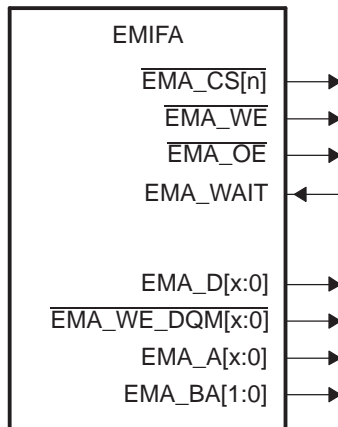 EMIFA
EMA_CS[n]
EMA_WE
EMA_OE
EMA_WAIT
EMA_D[x:0]
EMA_WE_DQM[x:0]
EMA_A[x:0]
EMA_BA[1:0]